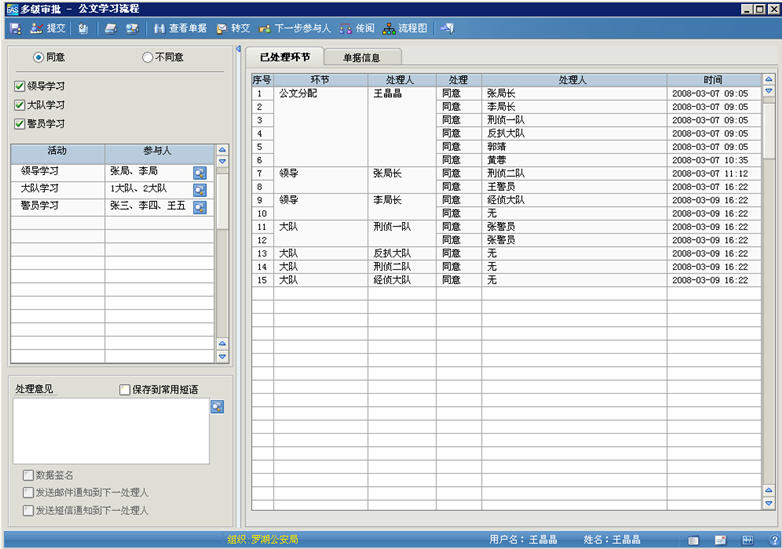 多级审批 - 公文学习流程
提交 查看单据 转交 下一步参与人 传阅 流程图
同意 不同意
领导学习
大队学习
警员学习
活动 参与人
领导学习 张局、李局
大队学习 1大队、2大队
警员学习 张三、李四、王五
处理意见 保存到常用短语
数据签名
发送邮件通知到下一处理人
发送短信通知到下一处理人
已处理环节 单据信息
序号 环节 处理人 处理 处理人 时间
1 公文分配 王晶晶 同意 张局长 2008-03-07 09:05
2 同意 李局长 2008-03-07 09:05
3 同意 刑侦一队 2008-03-07 09:05
4 同意 反扒大队 2008-03-07 09:05
5 同意 郭靖 2008-03-07 09:05
6 同意 黄蓉 2008-03-07 10:35
7 领导 张局长 同意 刑侦二队 2008-03-07 11:12
8 同意 王警员 2008-03-07 16:22
9 领导 李局长 同意 经侦大队 2008-03-09 16:22
10 同意 无 2008-03-09 16:22
11 大队 刑侦一队 同意 张警员 2008-03-09 16:22
12 同意 张警员 2008-03-09 16:22
13 大队 反扒大队 同意 无 2008-03-09 16:22
14 大队 刑侦二队 同意 无 2008-03-09 16:22
15 大队 经侦大队 同意 无 2008-03-09 16:22
组织:罗湖公安局 用户名：王晶晶 姓名：王晶晶